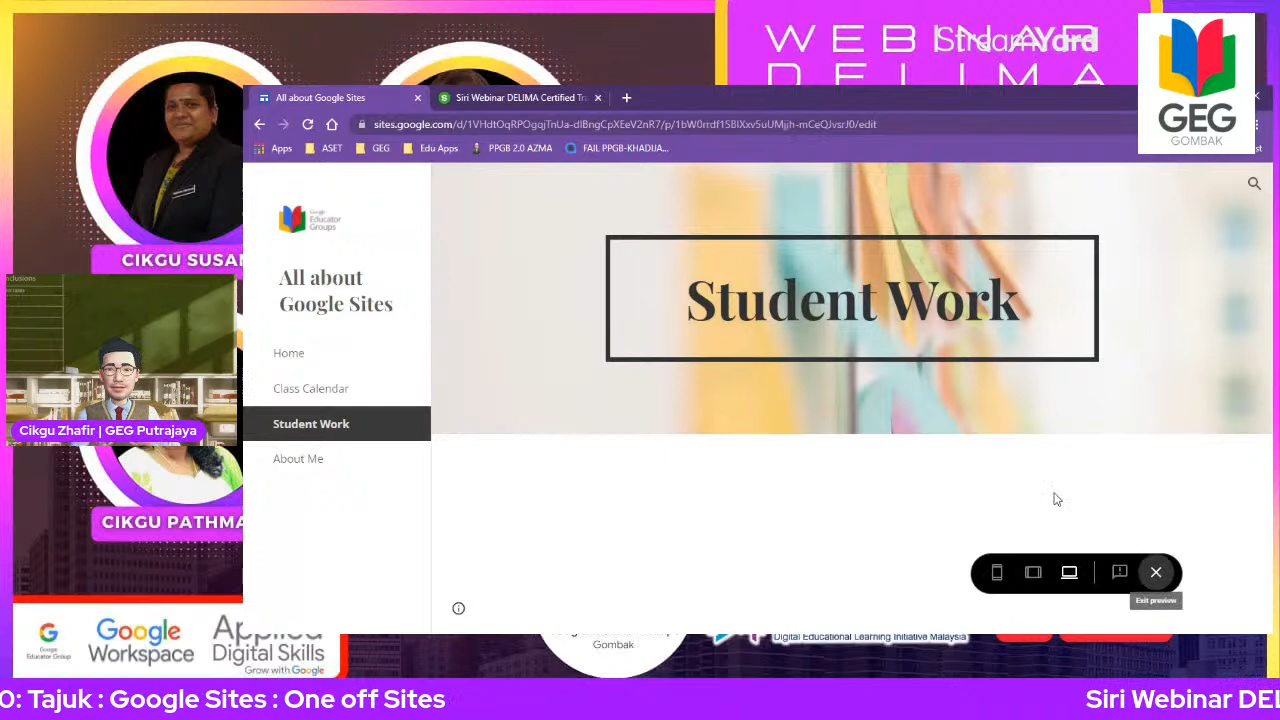 WEBINAR
StreamYard
DELIMA
GEG
GOMBAK
All about Google Sites
Siri Webinar DELIMA Certified Tr
sites.google.com/d/1VHdtOqRPOgqjTnUa-dlBngCpXEeV2nR7/p/1bW0rrdf1SBlXxv5uUMjjh-mCeQJvsrJ0/edit
Apps
ASET
GEG
Edu Apps
PPGB 2.0 AZMA
FAIL PPGB-KHADIJA...
Google
Educator
Groups
All about
Google Sites
Home
Class Calendar
Student Work
About Me
Student Work
Exit preview
CIKGU SUSAN
Cikgu Zhafir | GEG Putrajaya
CIKGU PATHMA
Google
Educator Group
Google
Workspace
Applied
Digital Skills
Grow with Google
Gombak
Digital Educational Learning Initiative Malaysia
0: Tajuk : Google Sites : One off Sites
Siri Webinar DEL